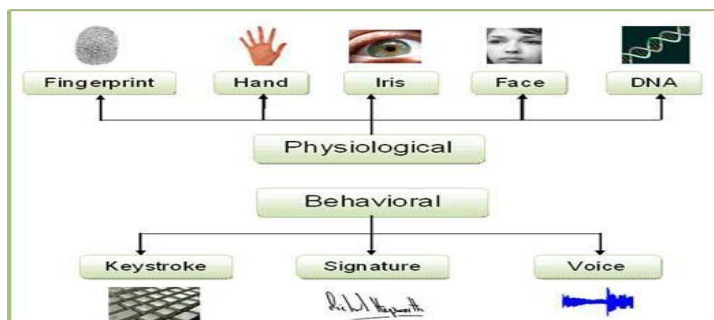 Fingerprint Hand Iris Face DNA
Physiological
Behavioral
Keystroke Signature Voice